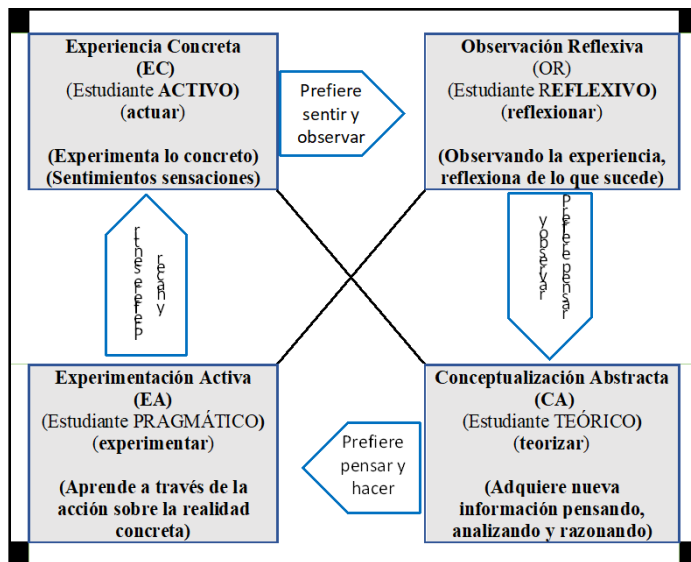 Experiencia Concreta
(EC)
(Estudiante ACTIVO)
(actuar)
(Experimenta lo concreto)
(Sentimientos sensaciones)
Prefiere
sentir y
observar
Observación Reflexiva
(OR)
(Estudiante REFLEXIVO)
(reflexionar)
(Observando la experiencia,
reflexiona de lo que sucede)
prefiere pensar
y observar
Conceptualización Abstracta
(CA)
(Estudiante TEÓRICO)
(teorizar)
(Adquiere nueva
información pensando,
analizando y razonando)
Prefiere
pensar y
hacer
Experimentación Activa
(EA)
(Estudiante PRAGMÁTICO)
(experimentar)
(Aprende a través de la
acción sobre la realidad
concreta)